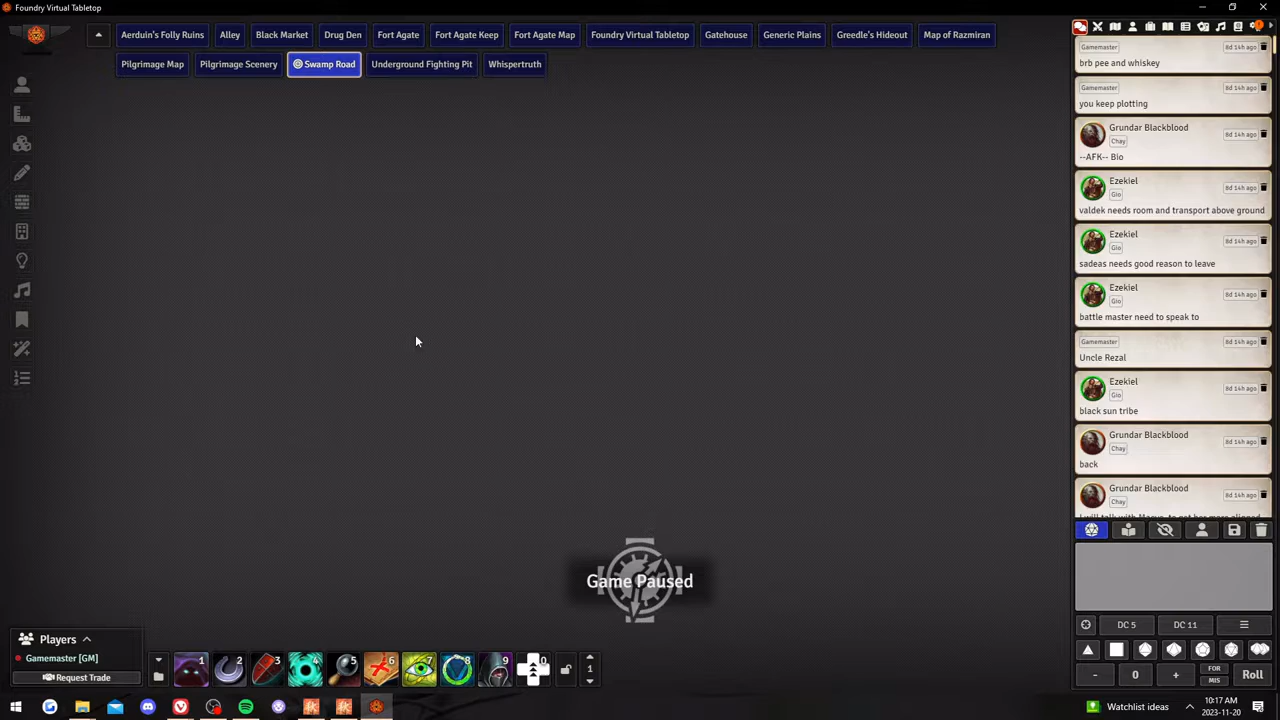 Foundry Virtual Tabletop
Aerduin's Folly Ruins
Alley
Black Market
Drug Den
Fort Agate
Fort Agate Keep
Fort Agate Map
Foundry Virtual Tabletop
Gatehouse
Generic Plains
Greedle's Hideout
Map of Razmiran
Pilgrimage Map
Pilgrimage Scenery
Swamp Road
Underground Fighting Pit
Whispertruth
Gamemaster 8d 14h ago
brb pee and whiskey
Gamemaster 8d 14h ago
you keep plotting
Grundar Blackblood 8d 14h ago
Chay
--AFK-- Bio
Ezekiel 8d 14h ago
Gio
valdek needs room and transport above ground
Ezekiel 8d 14h ago
Gio
sadeas needs good reason to leave
Ezekiel 8d 14h ago
Gio
battle master need to speak to
Gamemaster 8d 14h ago
Uncle Rezal
Ezekiel 8d 14h ago
Gio
black sun tribe
Grundar Blackblood 8d 14h ago
Chay
back
Grundar Blackblood 8d 14h ago
Chay
Game Paused
DC 5
DC 11
- 0 + FOR Roll
MIS
Players
Gamemaster [GM]
Request Trade
1 2 3 4 5 6 7 8 9 0 1
Watchlist ideas
10:17 AM
2023-11-20